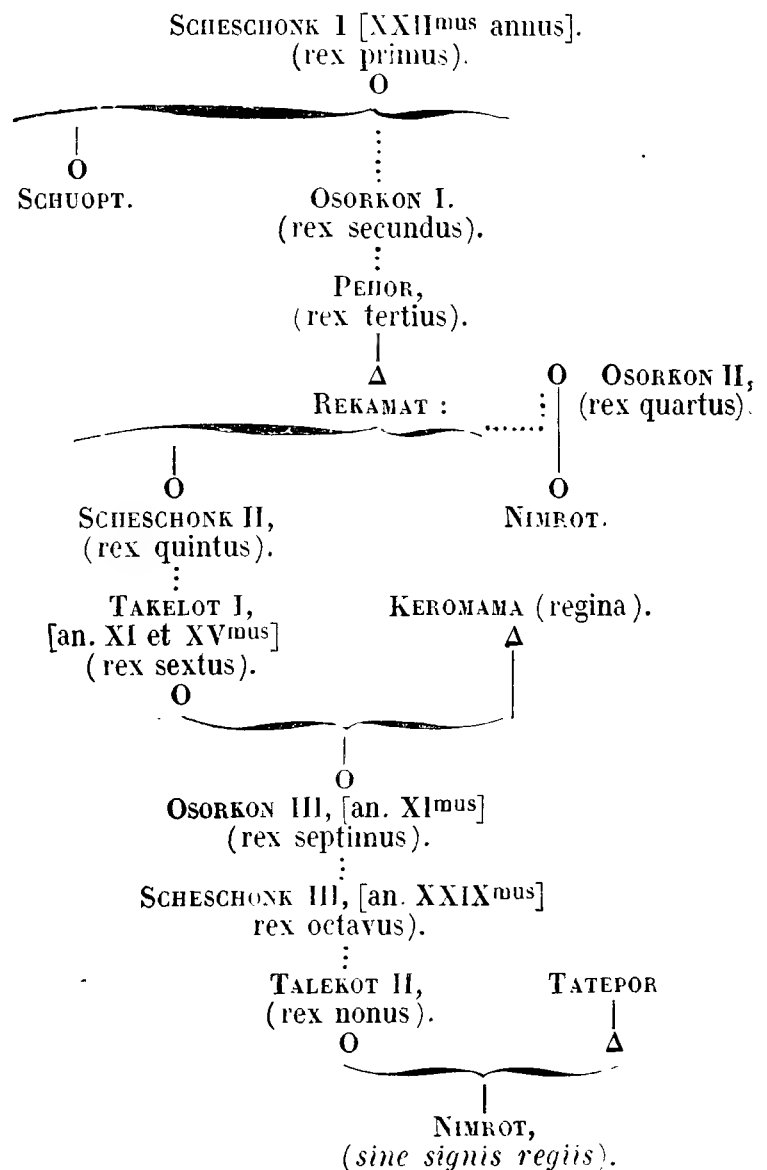 SCHESCHONK I [XXIImus annus].
(rex primus).
O
O
SCHUOPT.
OSORKON I.
(rex secundus).
PEHOR,
(rex tertius).
Δ
REKAMAT :
O OSORKON II,
(rex quartus).
O
SCHESCHONK II,
(rex quintus).
O
NIMROT.
TAKELOT I,
[an. XI et XVmus]
(rex sextus).
O
KEROMAMA (regina).
Δ
O
OSORKON III, [an. XImus]
(rex septimus).
SCHESCHONK III, [an. XXIXmus]
rex octavus).
TALEKOT II,
(rex nonus).
O
TATEPOR
Δ
NIMROT,
(sine signis regiis).